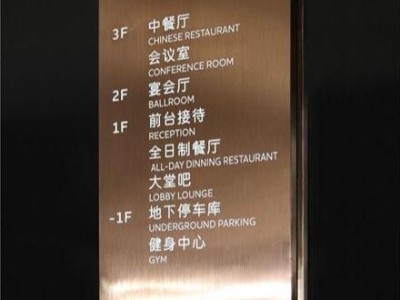 3F 中餐厅
CHINESE RESTAURANT
会议室
CONFERENCE ROOM
2F 宴会厅
BALLROOM
1F 前台接待
RECEPTION
全日制餐厅
ALL-DAY DINNING RESTAURANT
大堂吧
LOBBY LOUNGE
-1F 地下停车库
UNDERGROUND PARKING
健身中心
GYM